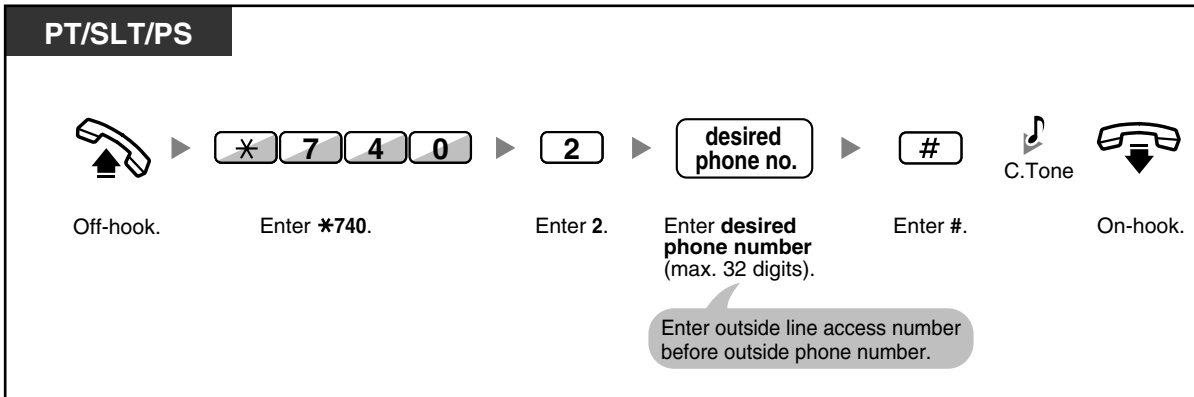 PT/SLT/PS
* 7 4 0
2
desired
phone no.
#
C.Tone
Off-hook.
Enter *740.
Enter 2.
Enter desired
phone number
(max. 32 digits).
Enter #.
On-hook.
Enter outside line access number
before outside phone number.